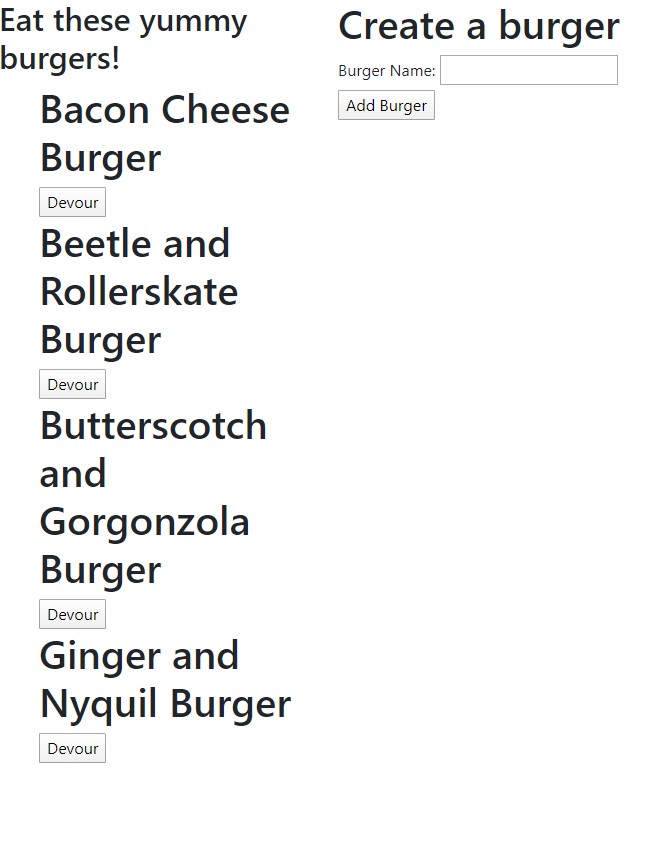 Eat these yummy
burgers!
Bacon Cheese
Burger
Devour
Beetle and
Rollerskate
Burger
Devour
Butterscotch
and
Gorgonzola
Burger
Devour
Ginger and
Nyquil Burger
Devour
Create a burger
Burger Name:
Add Burger